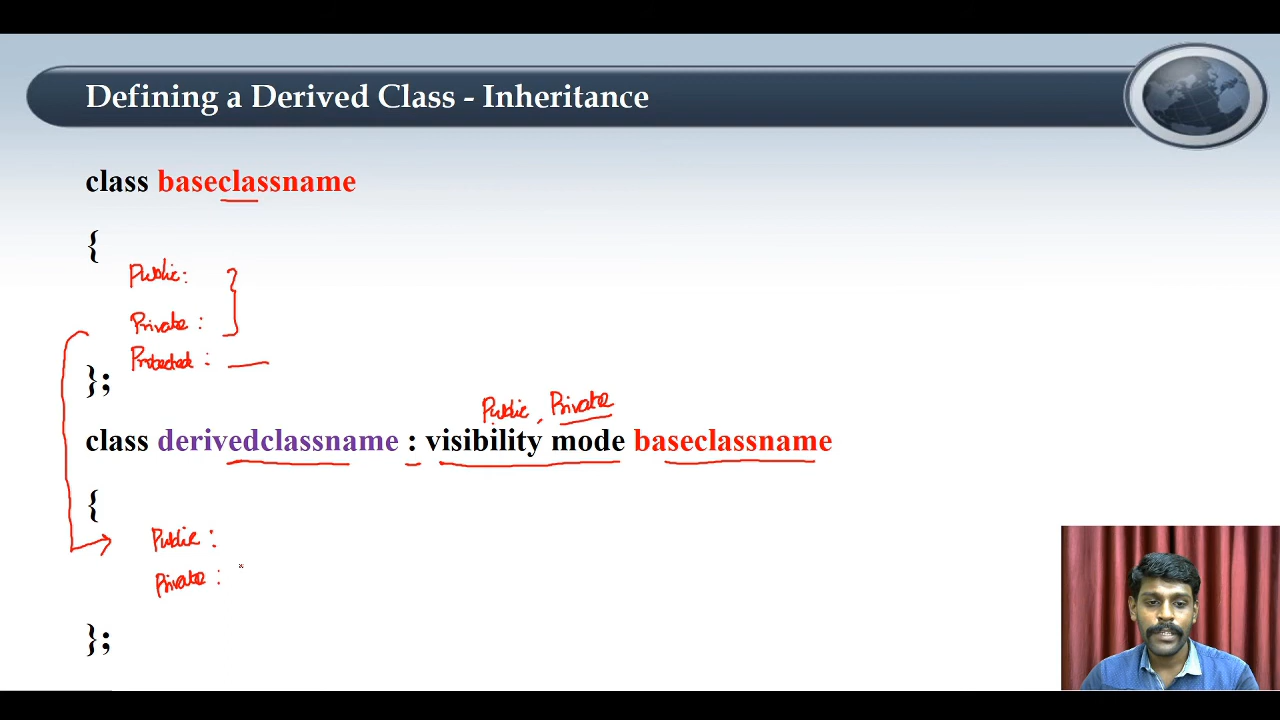 Defining a Derived Class - Inheritance
class baseclassname
{
Public:
Private :
Protected :
};
Public, Private
class derivedclassname : visibility mode baseclassname
{
Public :
Private :
};